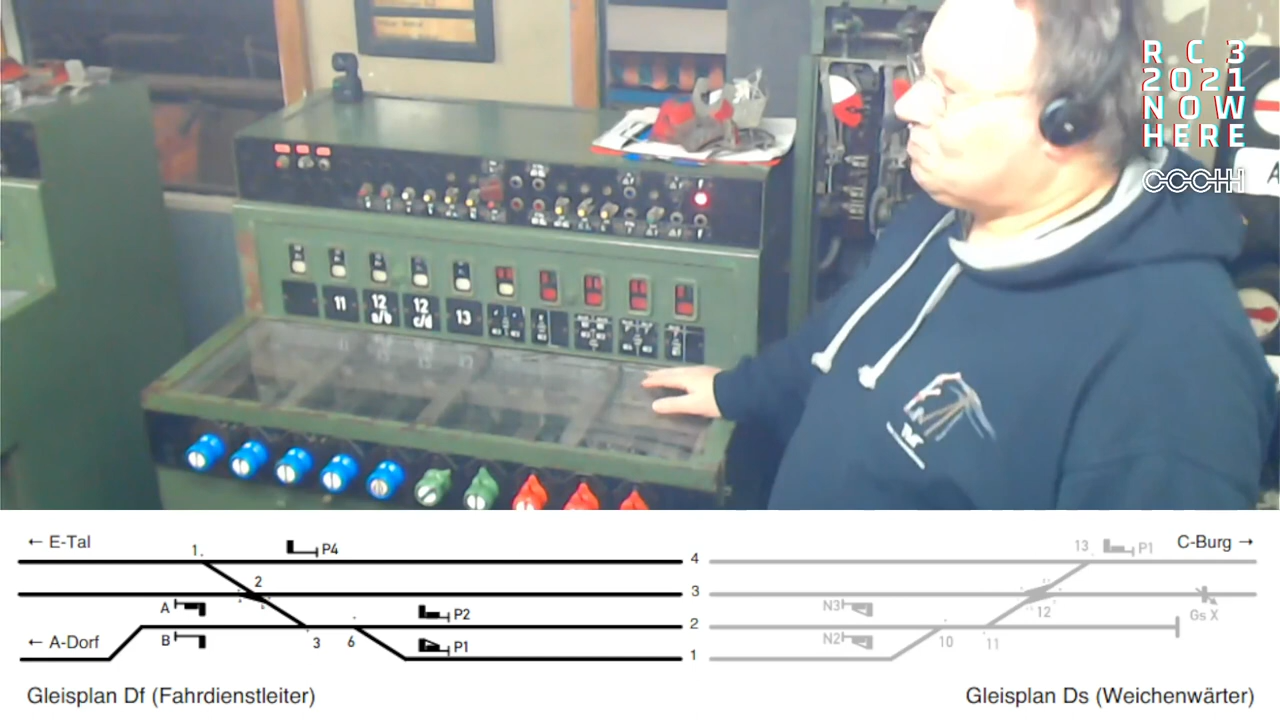 R C 3
2021
NOW
HERE
CCCHH
A
11
12
a/b
12
c/d
13
← E-Tal
1
P4
4
C-Burg →
13
P1
2
3
A
P2
2
N3
12
Gs X
← A-Dorf
B
3
6
P1
1
N2
10
11
Gleisplan Df (Fahrdienstleiter)
Gleisplan Ds (Weichenwärter)